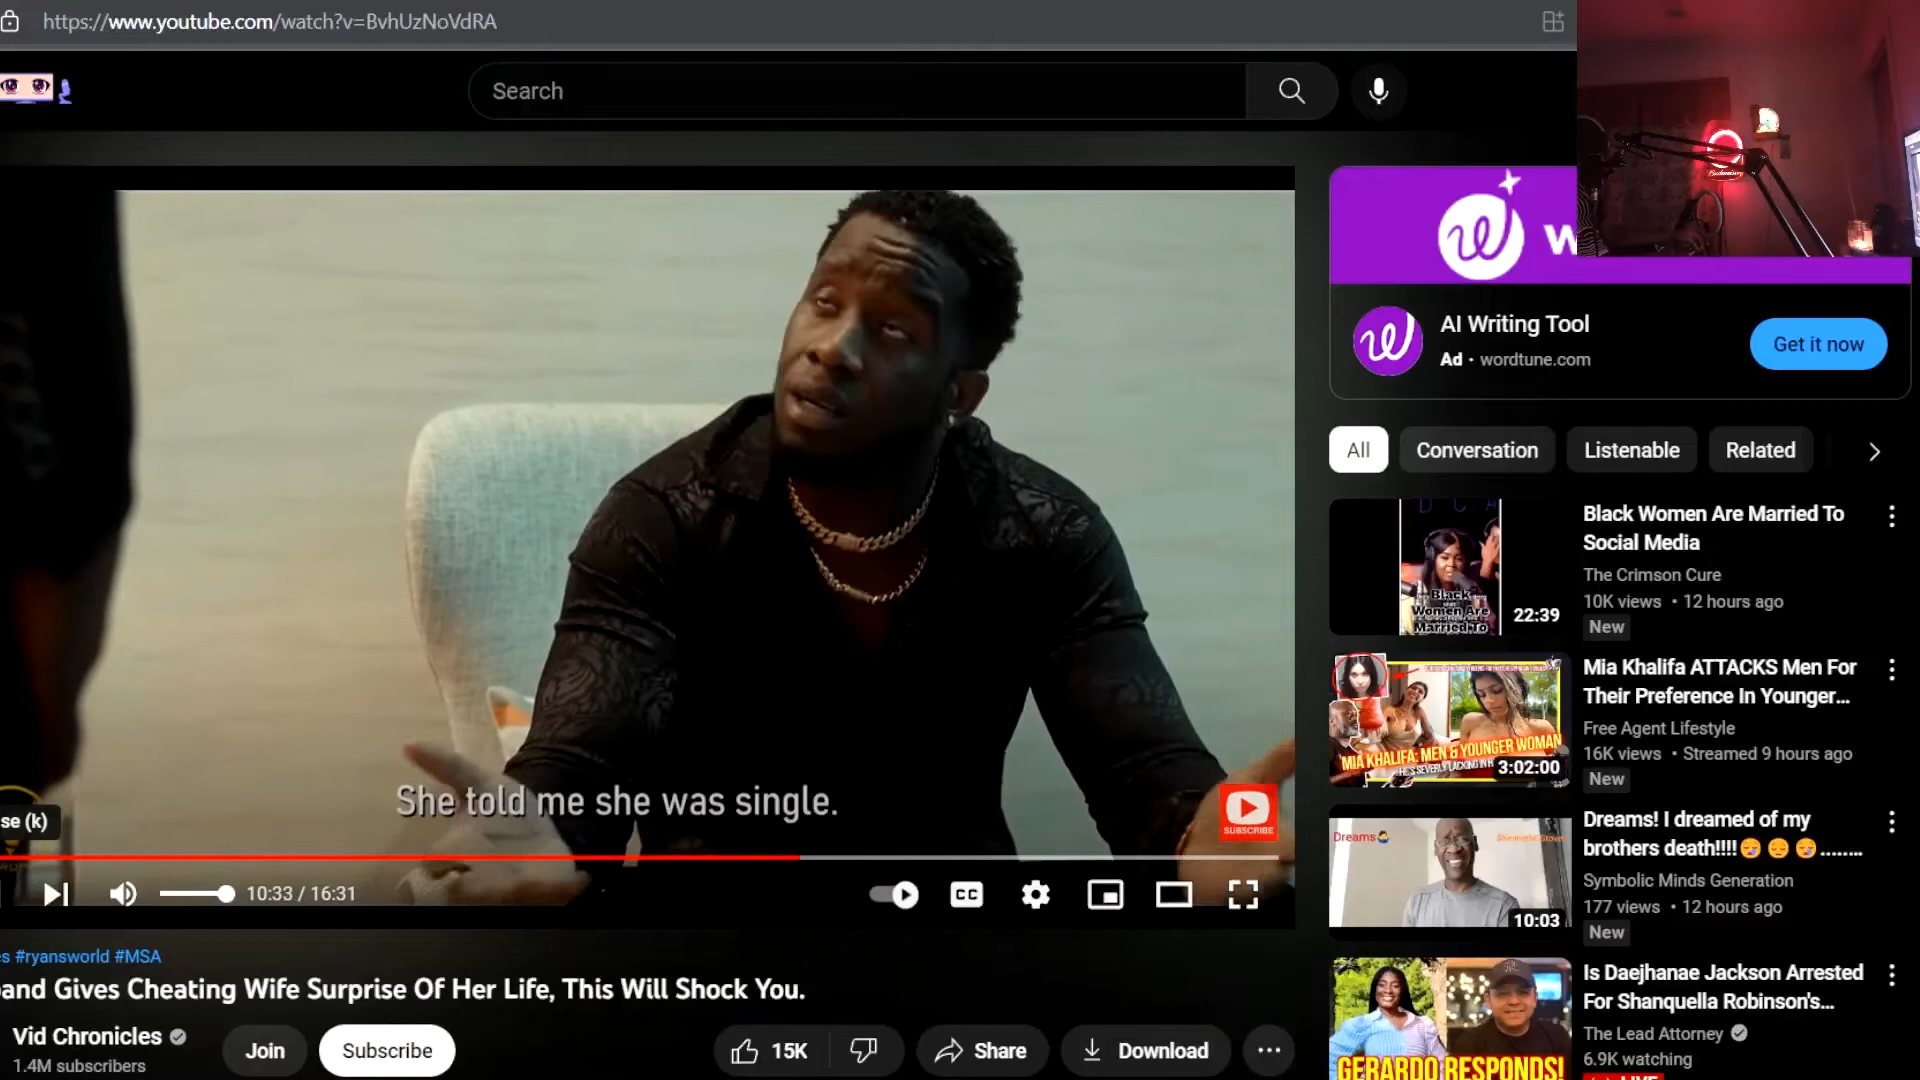 https://www.youtube.com/watch?v=BvhUzNoVdRA
Search
She told me she was single.
SUBSCRIBE
se (k)
10:33 / 16:31
CC
s #ryansworld #MSA
and Gives Cheating Wife Surprise Of Her Life, This Will Shock You.
Vid Chronicles
1.4M subscribers
Join
Subscribe
15K
Share
Download
AI Writing Tool
Ad · wordtune.com
Get it now
All
Conversation
Listenable
Related
Black
Women Are
Married To
22:39
Black Women Are Married To
Social Media
The Crimson Cure
10K views • 12 hours ago
New
MIA KHALIFA: MEN & YOUNGER WOMAN
3:02:00
Mia Khalifa ATTACKS Men For
Their Preference In Younger...
Free Agent Lifestyle
16K views • Streamed 9 hours ago
New
Dreams
10:03
Dreams! I dreamed of my
brothers death!!!!😪😔😪........
Symbolic Minds Generation
177 views • 12 hours ago
New
GERARDO RESPONDS!
Is Daejhanae Jackson Arrested
For Shanquella Robinson's...
The Lead Attorney
6.9K watching
LIVE